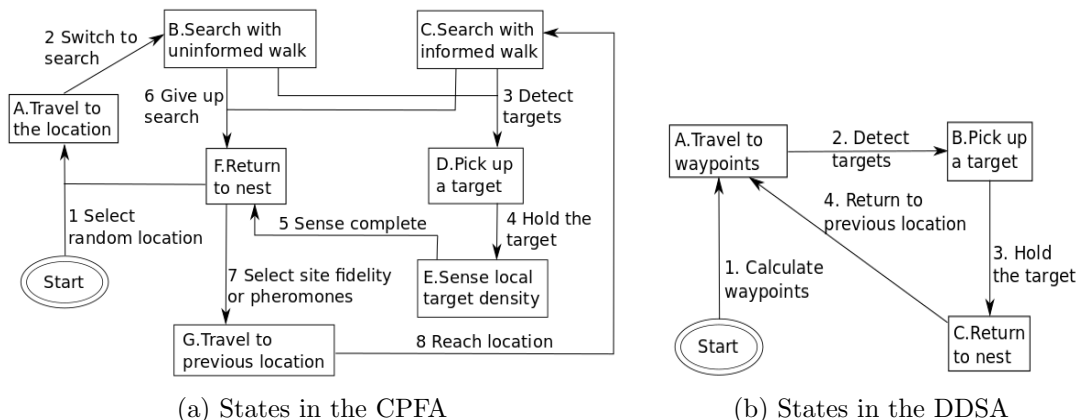 2 Switch to
search
B.Search with
uninformed walk
C.Search with
informed walk
A.Travel to
the location
6 Give up
search
3 Detect
targets
F.Return
to nest
D.Pick up
a target
1 Select
random location
5 Sense complete
4 Hold the
target
Start
7 Select site fidelity
or pheromones
E.Sense local
target density
G.Travel to
previous location
8 Reach location
(a) States in the CPFA
A.Travel to
waypoints
2. Detect
targets
B.Pick up
a target
4. Return to
previous location
1. Calculate
waypoints
3. Hold
the target
Start
C.Return
to nest
(b) States in the DDSA